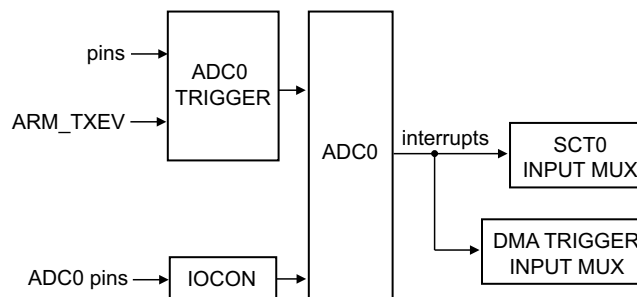 pins
ADC0
TRIGGER
ARM_TXEV
ADC0
interrupts
SCT0
INPUT MUX
DMA TRIGGER
INPUT MUX
ADC0 pins
IOCON